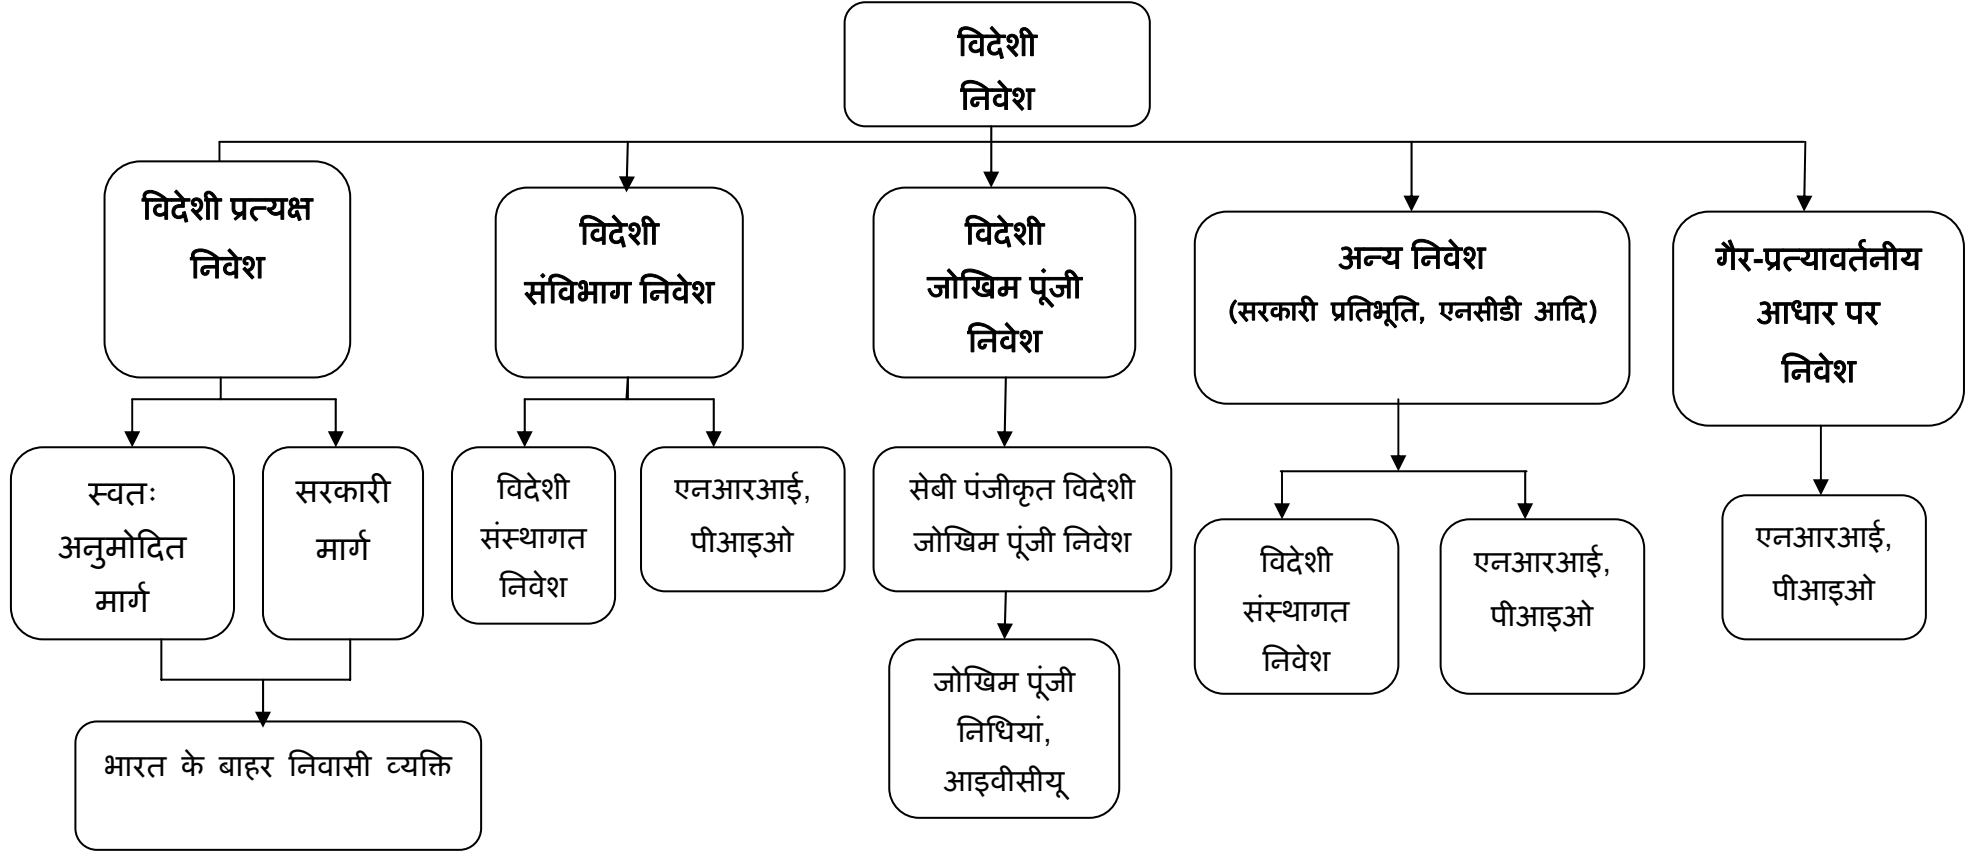 विदेशी
निवेश
विदेशी प्रत्यक्ष
निवेश
विदेशी
संविभाग निवेश
विदेशी
जोखिम पूंजी
निवेश
अन्य निवेश
(सरकारी प्रतिभूति, एनसीडी आदि)
गैर-प्रत्यावर्तनीय
आधार पर
निवेश
स्वतः
अनुमोदित
मार्ग
सरकारी
मार्ग
विदेशी
संस्थागत
निवेश
एनआरआई,
पीआइओ
सेबी पंजीकृत विदेशी
जोखिम पूंजी निवेश
विदेशी
संस्थागत
निवेश
एनआरआई,
पीआइओ
एनआरआई,
पीआइओ
भारत के बाहर निवासी व्यक्ति
जोखिम पूंजी
निधियां,
आइवीसीयू